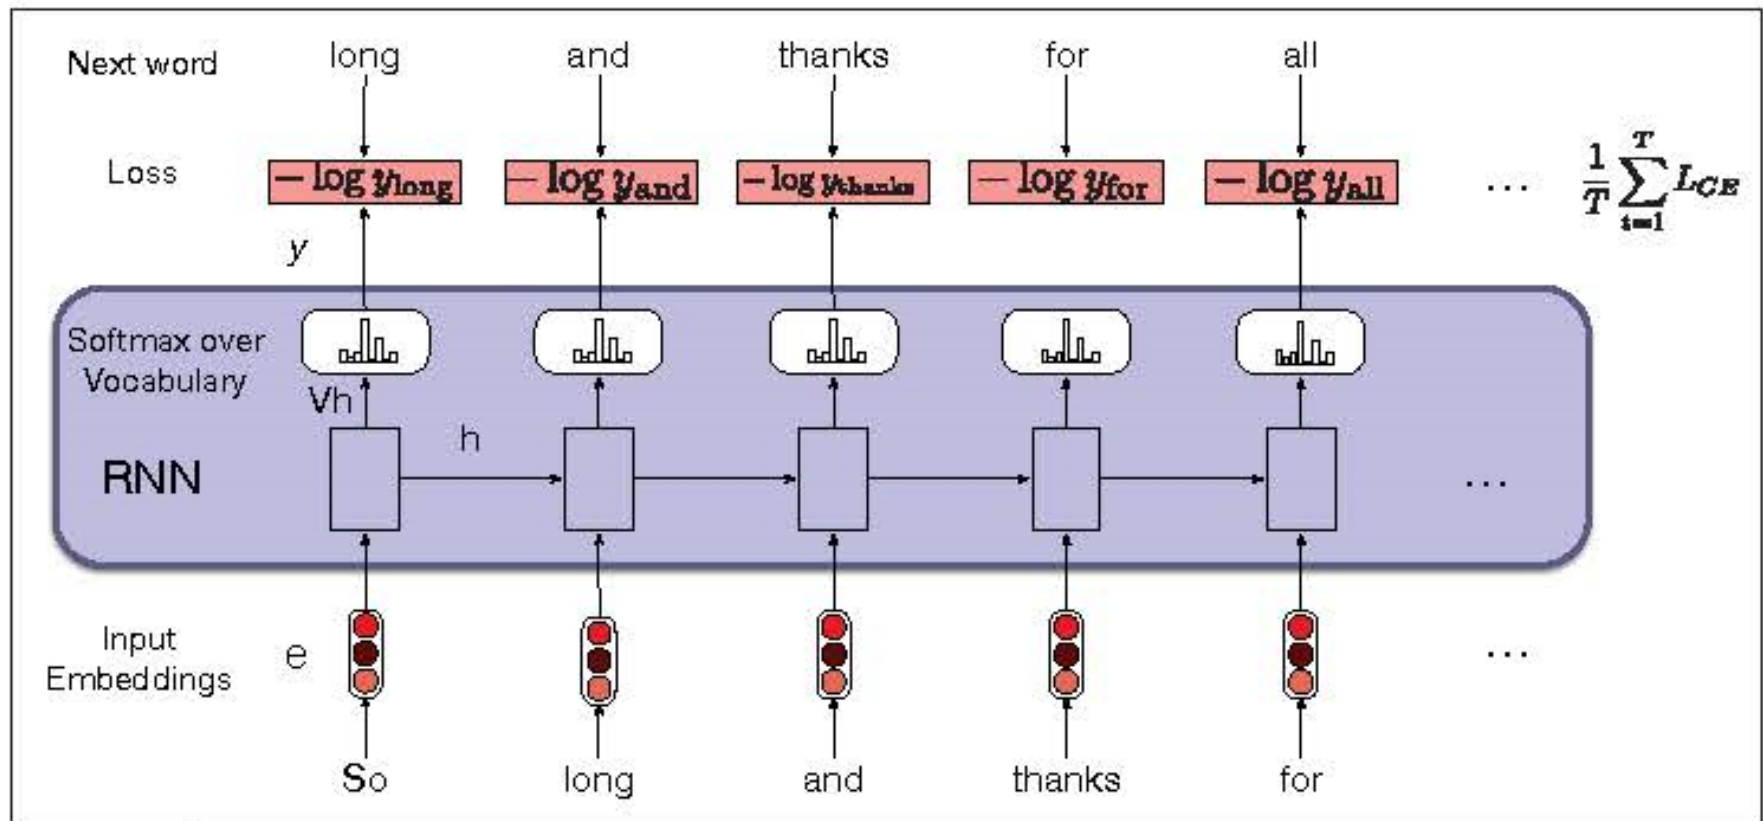 Next word long and thanks for all
Loss − log y_long − log y_and − log y_thanks − log y_for − log y_all ... 1/T ∑_{t=1}^{T} L_CE
y
Softmax over
Vocabulary
Vh
h
RNN ...
Input
Embeddings
e ...
So long and thanks for